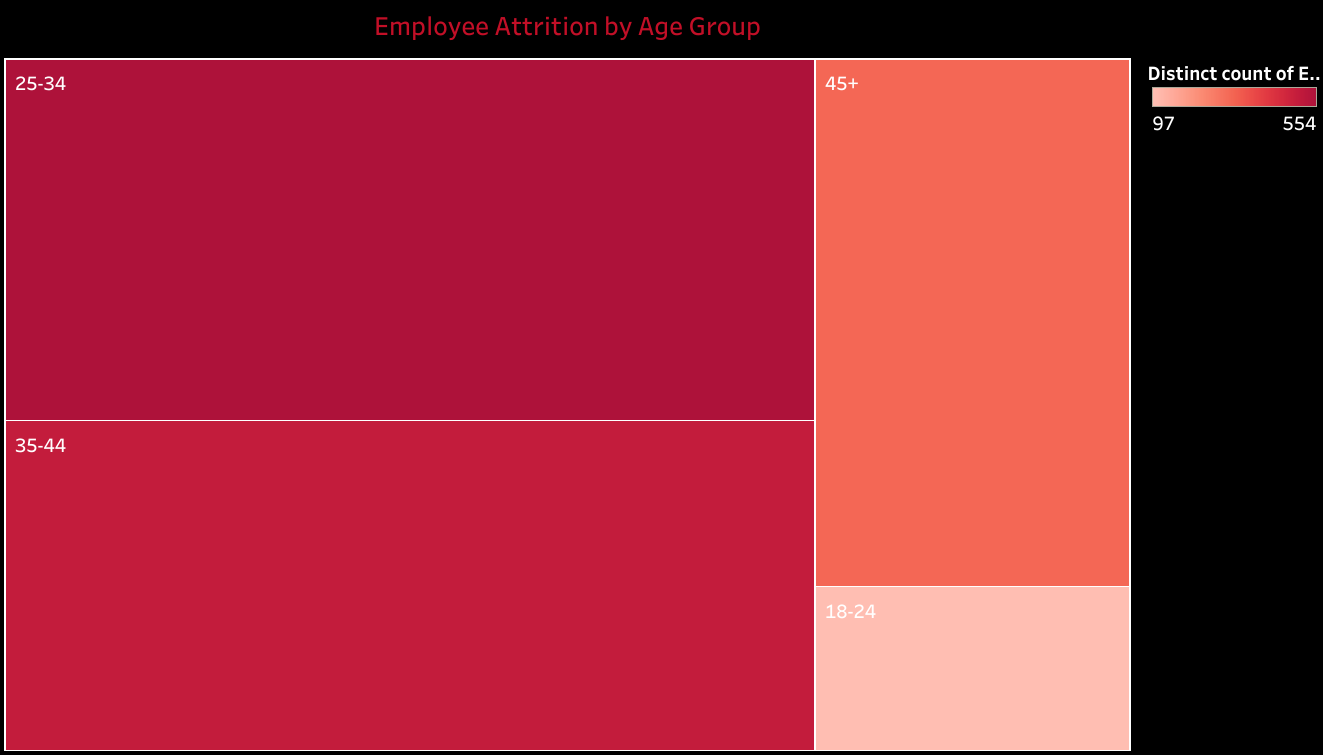 Employee Attrition by Age Group
25-34
45+
Distinct count of E..
97 554
35-44
18-24